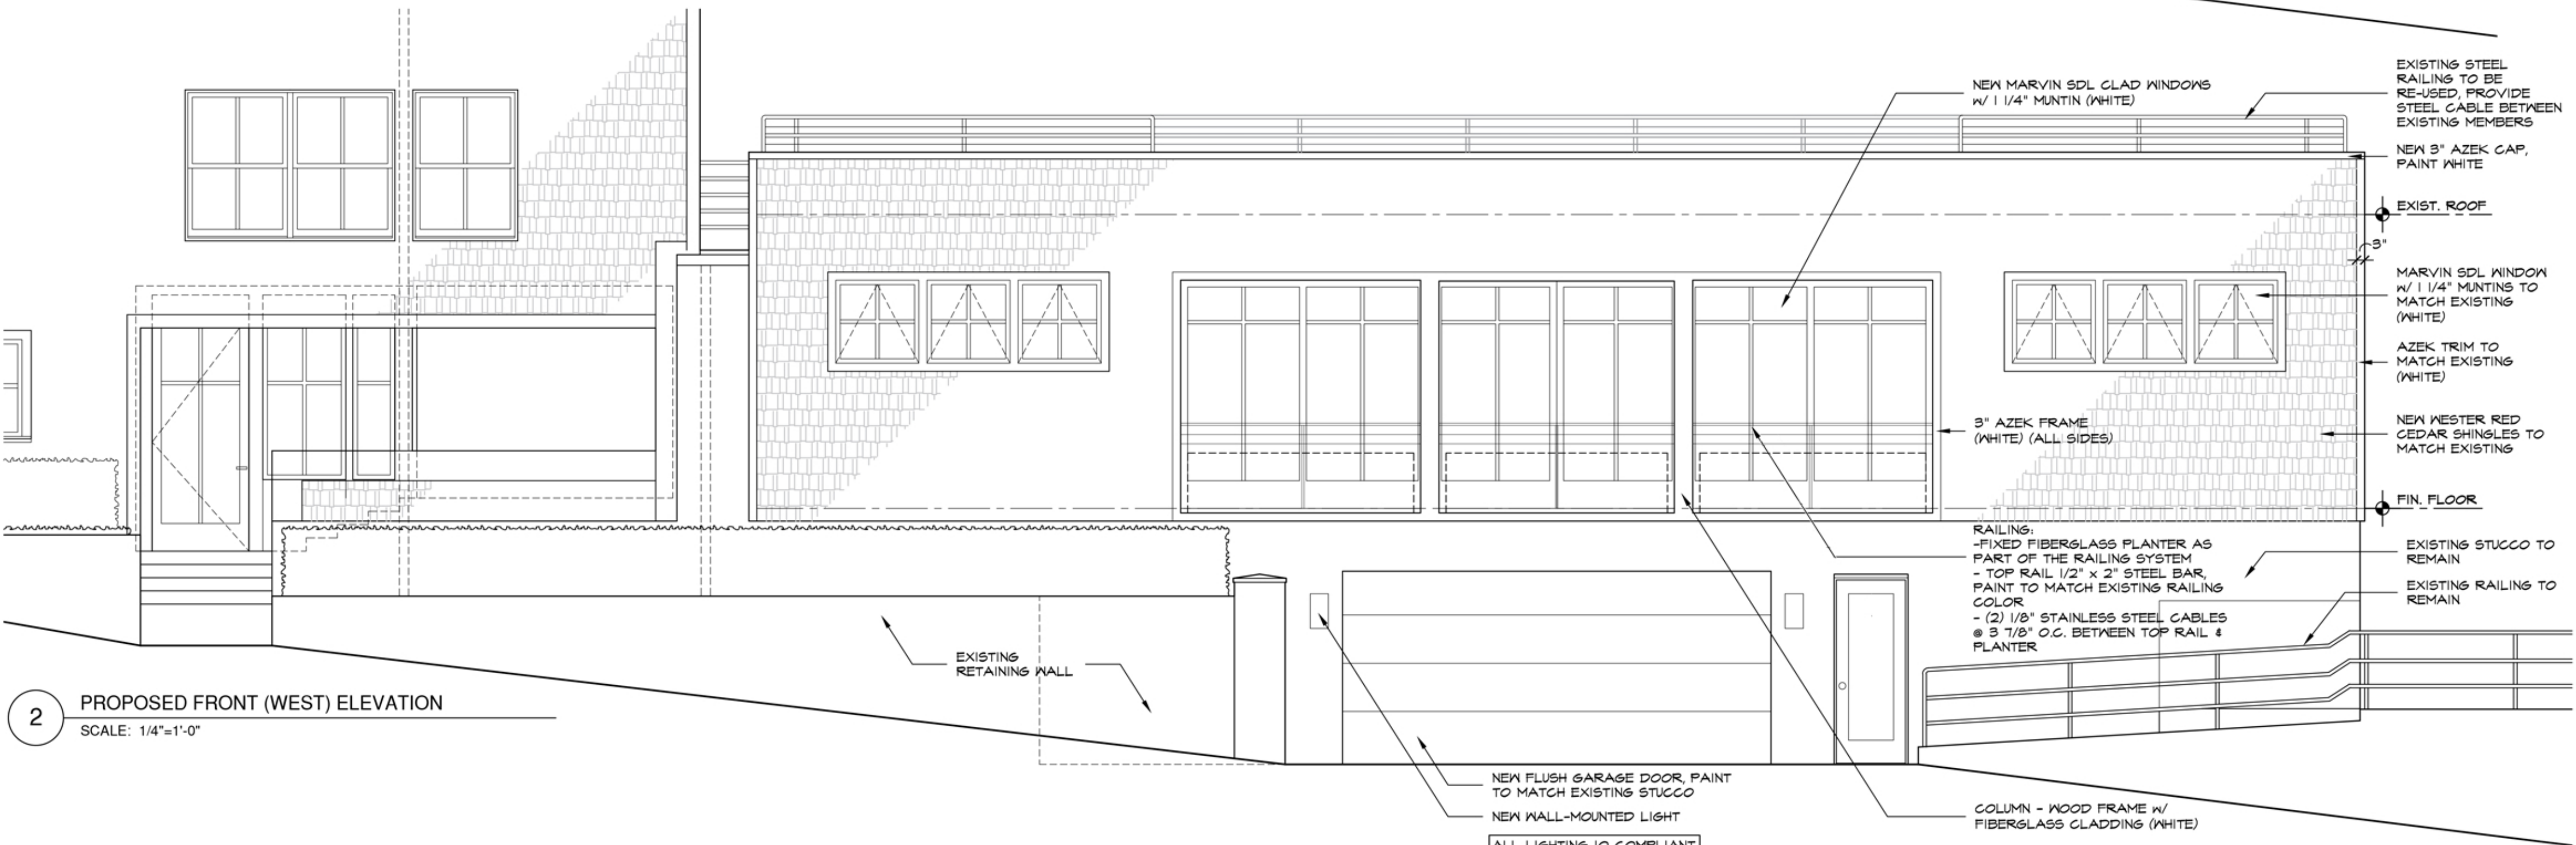 NEW MARVIN SDL CLAD WINDOWS
W/ 1 1/4" MUNTIN (WHITE)
EXISTING STEEL
RAILING TO BE
RE-USED, PROVIDE
STEEL CABLE BETWEEN
EXISTING MEMBERS
NEW 3" AZEK CAP,
PAINT WHITE
EXIST. ROOF
3"
MARVIN SDL WINDOW
W/ 1 1/4" MUNTINS TO
MATCH EXISTING
(WHITE)
AZEK TRIM TO
MATCH EXISTING
(WHITE)
3" AZEK FRAME
(WHITE) (ALL SIDES)
NEW WESTER RED
CEDAR SHINGLES TO
MATCH EXISTING
FIN. FLOOR
RAILING:
-FIXED FIBERGLASS PLANTER AS
PART OF THE RAILING SYSTEM
- TOP RAIL 1/2" x 2" STEEL BAR,
PAINT TO MATCH EXISTING RAILING
COLOR
- (2) 1/8" STAINLESS STEEL CABLES
@ 3 7/8" O.C. BETWEEN TOP RAIL &
PLANTER
EXISTING STUCCO TO
REMAIN
EXISTING RAILING TO
REMAIN
EXISTING
RETAINING WALL
2
PROPOSED FRONT (WEST) ELEVATION
SCALE: 1/4"=1'-0"
NEW FLUSH GARAGE DOOR, PAINT
TO MATCH EXISTING STUCCO
NEW WALL-MOUNTED LIGHT
COLUMN - WOOD FRAME W/
FIBERGLASS CLADDING (WHITE)
ALL LIGHTING IC COMPLIANT